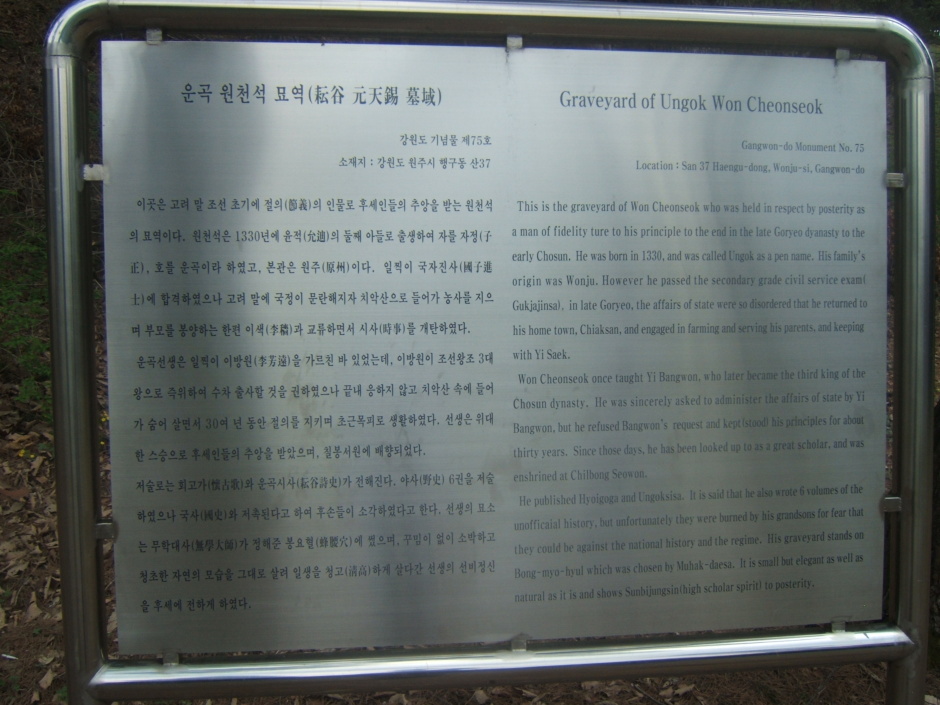 운곡 원천석 묘역(耘谷 元天錫 墓域)
강원도 기념물 제75호
소재지 : 강원도 원주시 행구동 산37
이곳은 고려 말 조선 초기에 절의(節義)의 인물로 후세인들의 추앙을 받는 원천석
의 묘역이다. 원천석은 1330년에 윤적(允迪)의 둘째 아들로 출생하여 자를 자정(子
正), 호를 운곡이라 하였고, 본관은 원주(原州)이다. 일찍이 국자진사(國子進
士)에 합격하였으나 고려 말에 국정이 문란해지자 치악산으로 들어가 농사를 지으
며 부모를 봉양하는 한편 이색(李穡)과 교류하면서 시사(時事)를 개탄하였다.
운곡선생은 일찍이 이방원(李芳遠)을 가르친 바 있었는데, 이방원이 조선왕조 3대
왕으로 즉위하여 수차 출사할 것을 권하였으나 끝내 응하지 않고 치악산 속에 들어
가 숨어 살면서 30여 년 동안 절의를 지키며 초근목피로 생활하였다. 선생은 위대
한 스승으로 후세인들의 추앙을 받았으며, 칠봉서원에 배향되었다.
저술로는 회고가(懷古歌)와 운곡시사(耘谷詩史)가 전해진다. 야사(野史) 6권을 저술
하였으나 국사(國史)와 저촉된다고 하여 후손들이 소각하였다고 한다. 선생의 묘소
는 무학대사(無學大師)가 정해준 봉요혈(蜂腰穴)에 썼으며, 꾸밈이 없이 소박하고
청초한 자연의 모습을 그대로 살려 일생을 청고(淸高)하게 살다간 선생의 선비정신
을 후세에 전하게 하였다.
Graveyard of Ungok Won Cheonseok
Gangwon-do Monument No. 75
Location : San 37 Haengu-dong, Wonju-si, Gangwon-do
This is the graveyard of Won Cheonseok who was held in respect by posterity as
a man of fidelity ture to his principle to the end in the late Goryeo dyanasty to the
early Chosun. He was born in 1330, and was called Unguk as a pen name. His family's
origin was Wonju. However he passed the secondary grade civil service exam(
Gukjajinsa), in late Goryeo, the affairs of state were so disordered that he returned to
his home town, Chiaksan, and engaged in farming and serving his parents, and keeping
with Yi Saek.
Won Cheonseok once taught Yi Bangwon, who later became the third king of the
Chosun dynasty. He was sincerely asked to administer the affairs of state by Yi
Bangwon, but he refused Bangwon's request and kept(stood) his principles for about
thirty years. Since those days, he has been looked up to as a great scholar, and was
enshrined at Chilbong Seowon.
He published Hyoigoga and Ungoksisa. It is said that he also wrote 6 volumes of the
unofficaial history, but unfortunately they were burned by his grandsons for fear that
they could be against the national history and the regime. His graveyard stands on
Bong-myo-hyul which was chosen by Muhak-daesa. It is small but elegant as well as
natural as it is and shows Sunbijungsin(high scholar spirit) to posterity.